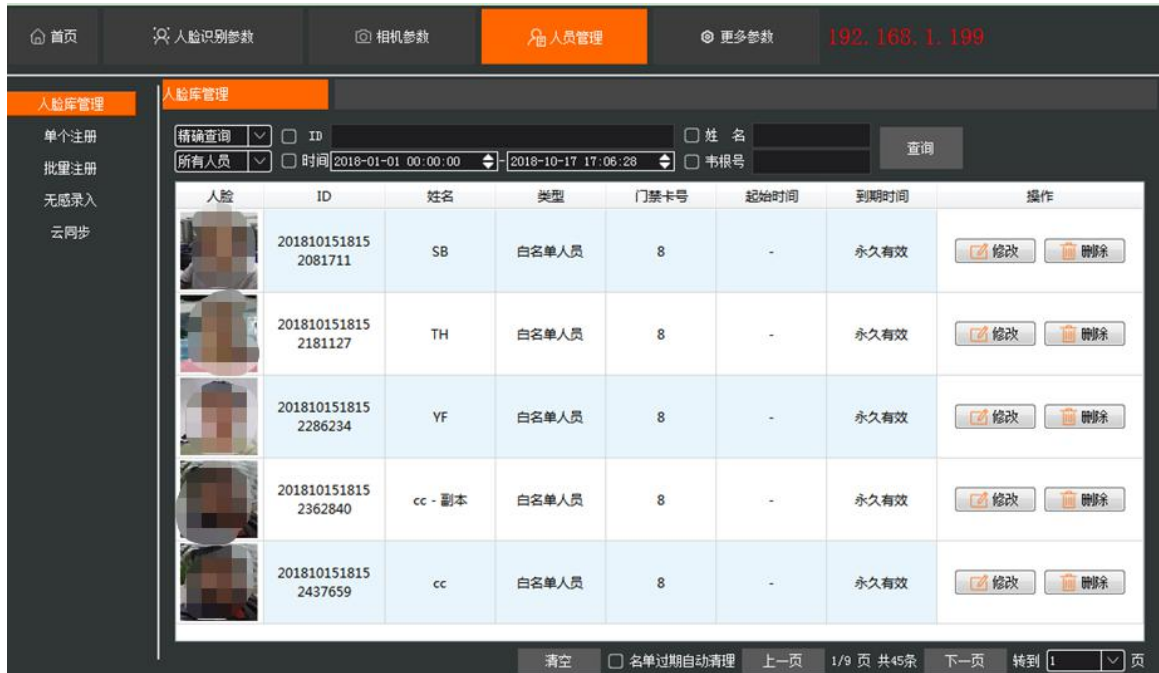 首页 人脸识别参数 相机参数 人员管理 更多参数 192.168.1.199
人脸库管理
单个注册
批量注册
无感录入
云同步
人脸库管理
精确查询 ID 姓 名 查询
所有人员 时间 2018-01-01 00:00:00 - 2018-10-17 17:06:28 韦根号
人脸 ID 姓名 类型 门禁卡号 起始时间 到期时间 操作
201810151815
2081711
SB 白名单人员 8 - 永久有效 修改 删除
201810151815
2181127
TH 白名单人员 8 - 永久有效 修改 删除
201810151815
2286234
YF 白名单人员 8 - 永久有效 修改 删除
201810151815
2362840
cc - 副本 白名单人员 8 - 永久有效 修改 删除
201810151815
2437659
cc 白名单人员 8 - 永久有效 修改 删除
清空 名单过期自动清理 上一页 1/9 页 共45条 下一页 转到 1 页